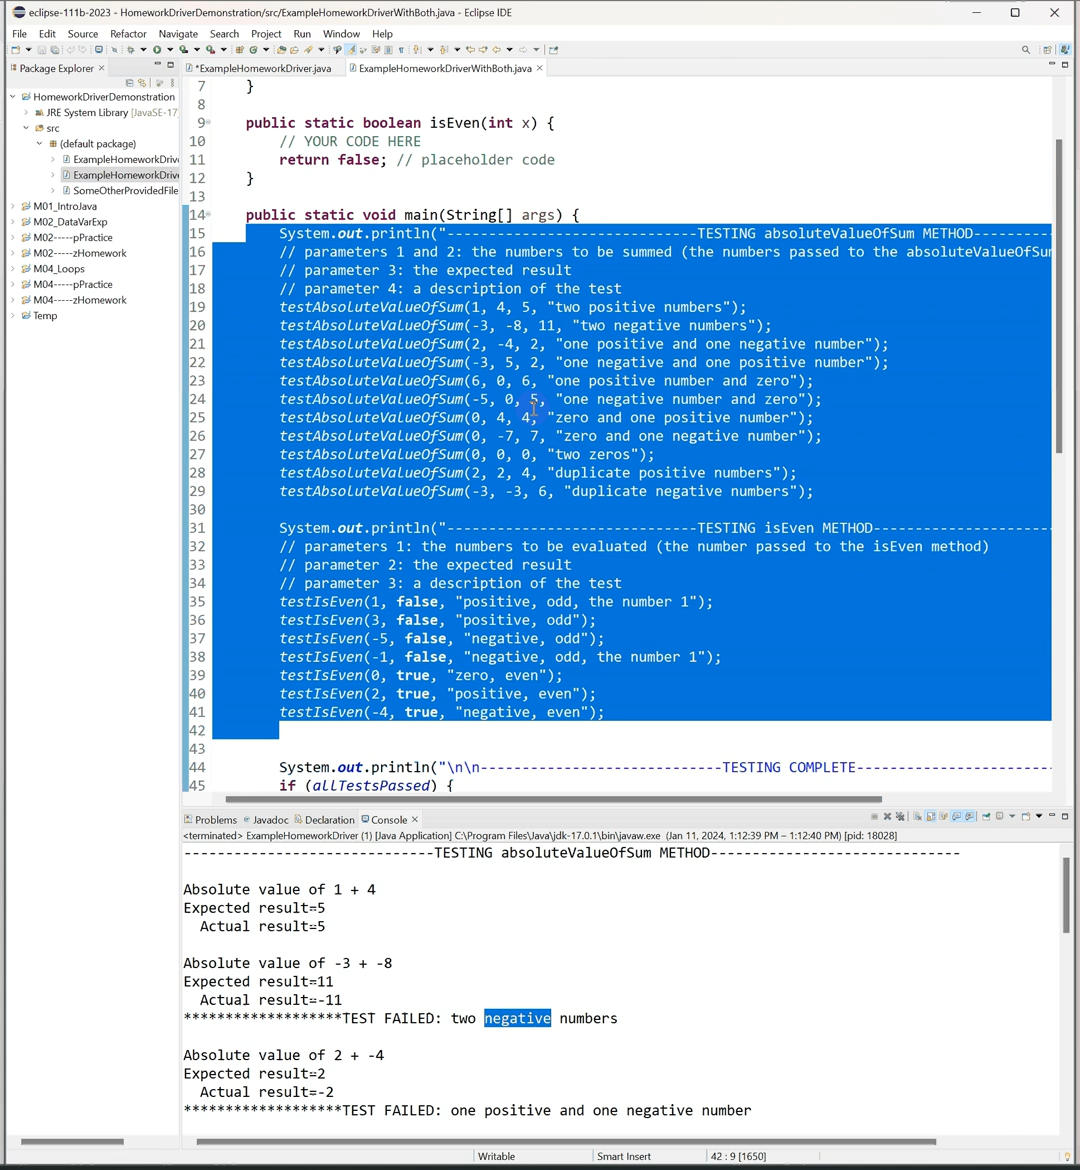 eclipse-111b-2023 - HomeworkDriverDemonstration/src/ExampleHomeworkDriverWithBoth.java - Eclipse IDE
File Edit Source Refactor Navigate Search Project Run Window Help
Package Explorer
HomeworkDriverDemonstration
JRE System Library [JavaSE-17
src
(default package)
ExampleHomeworkDrive
ExampleHomeworkDrive
SomeOtherProvidedFile
M01_IntroJava
M02_DataVarExp
M02-----pPractice
M02-----zHomework
M04_Loops
M04-----pPractice
M04-----zHomework
Temp
*ExampleHomeworkDriver.java ExampleHomeworkDriverWithBoth.java
7 }
8
9 public static boolean isEven(int x) {
10 // YOUR CODE HERE
11 return false; // placeholder code
12 }
13
14 public static void main(String[] args) {
15 System.out.println("------------------------------TESTING absoluteValueOfSum METHOD---------
16 // parameters 1 and 2: the numbers to be summed (the numbers passed to the absoluteValueOfSum
17 // parameter 3: the expected result
18 // parameter 4: a description of the test
19 testAbsoluteValueOfSum(1, 4, 5, "two positive numbers");
20 testAbsoluteValueOfSum(-3, -8, 11, "two negative numbers");
21 testAbsoluteValueOfSum(2, -4, 2, "one positive and one negative number");
22 testAbsoluteValueOfSum(-3, 5, 2, "one negative and one positive number");
23 testAbsoluteValueOfSum(6, 0, 6, "one positive number and zero");
24 testAbsoluteValueOfSum(-5, 0, 5, "one negative number and zero");
25 testAbsoluteValueOfSum(0, 4, 4, "zero and one positive number");
26 testAbsoluteValueOfSum(0, -7, 7, "zero and one negative number");
27 testAbsoluteValueOfSum(0, 0, 0, "two zeros");
28 testAbsoluteValueOfSum(2, 2, 4, "duplicate positive numbers");
29 testAbsoluteValueOfSum(-3, -3, 6, "duplicate negative numbers");
30
31 System.out.println("------------------------------TESTING isEven METHOD---------------------
32 // parameters 1: the numbers to be evaluated (the number passed to the isEven method)
33 // parameter 2: the expected result
34 // parameter 3: a description of the test
35 testIsEven(1, false, "positive, odd, the number 1");
36 testIsEven(3, false, "positive, odd");
37 testIsEven(-5, false, "negative, odd");
38 testIsEven(-1, false, "negative, odd, the number 1");
39 testIsEven(0, true, "zero, even");
40 testIsEven(2, true, "positive, even");
41 testIsEven(-4, true, "negative, even");
42
43
44 System.out.println("\n\n-----------------------------TESTING COMPLETE-----------------------
45 if (allTestsPassed) {
Problems Javadoc Declaration Console
<terminated> ExampleHomeworkDriver (1) [Java Application] C:\Program Files\Java\jdk-17.0.1\bin\javaw.exe (Jan 11, 2024, 1:12:39 PM – 1:12:40 PM) [pid: 18028]
------------------------------TESTING absoluteValueOfSum METHOD------------------------------
Absolute value of 1 + 4
Expected result=5
Actual result=5
Absolute value of -3 + -8
Expected result=11
Actual result=-11
*******************TEST FAILED: two negative numbers
Absolute value of 2 + -4
Expected result=2
Actual result=-2
*******************TEST FAILED: one positive and one negative number
Writable Smart Insert 42 : 9 [1650]